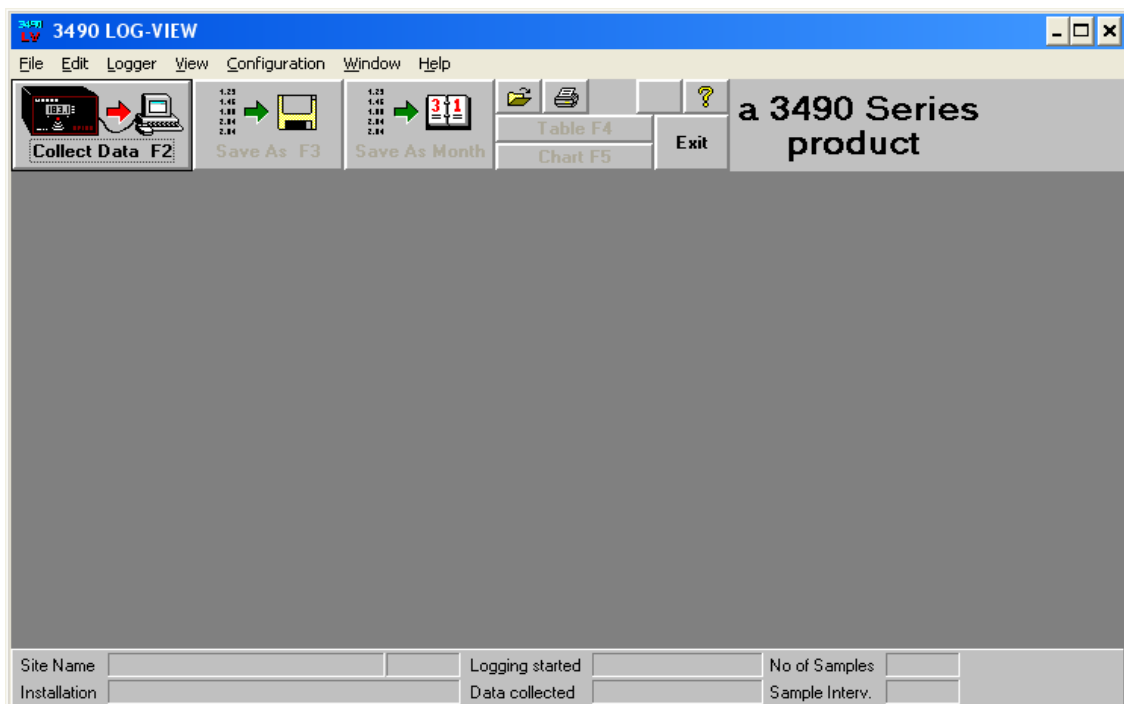 3490 LOG-VIEW
File Edit Logger View Configuration Window Help
Collect Data F2
Save As F3
Save As Month
Table F4
Chart F5
Exit
a 3490 Series
product
Site Name
Logging started
No of Samples
Installation
Data collected
Sample Interv.